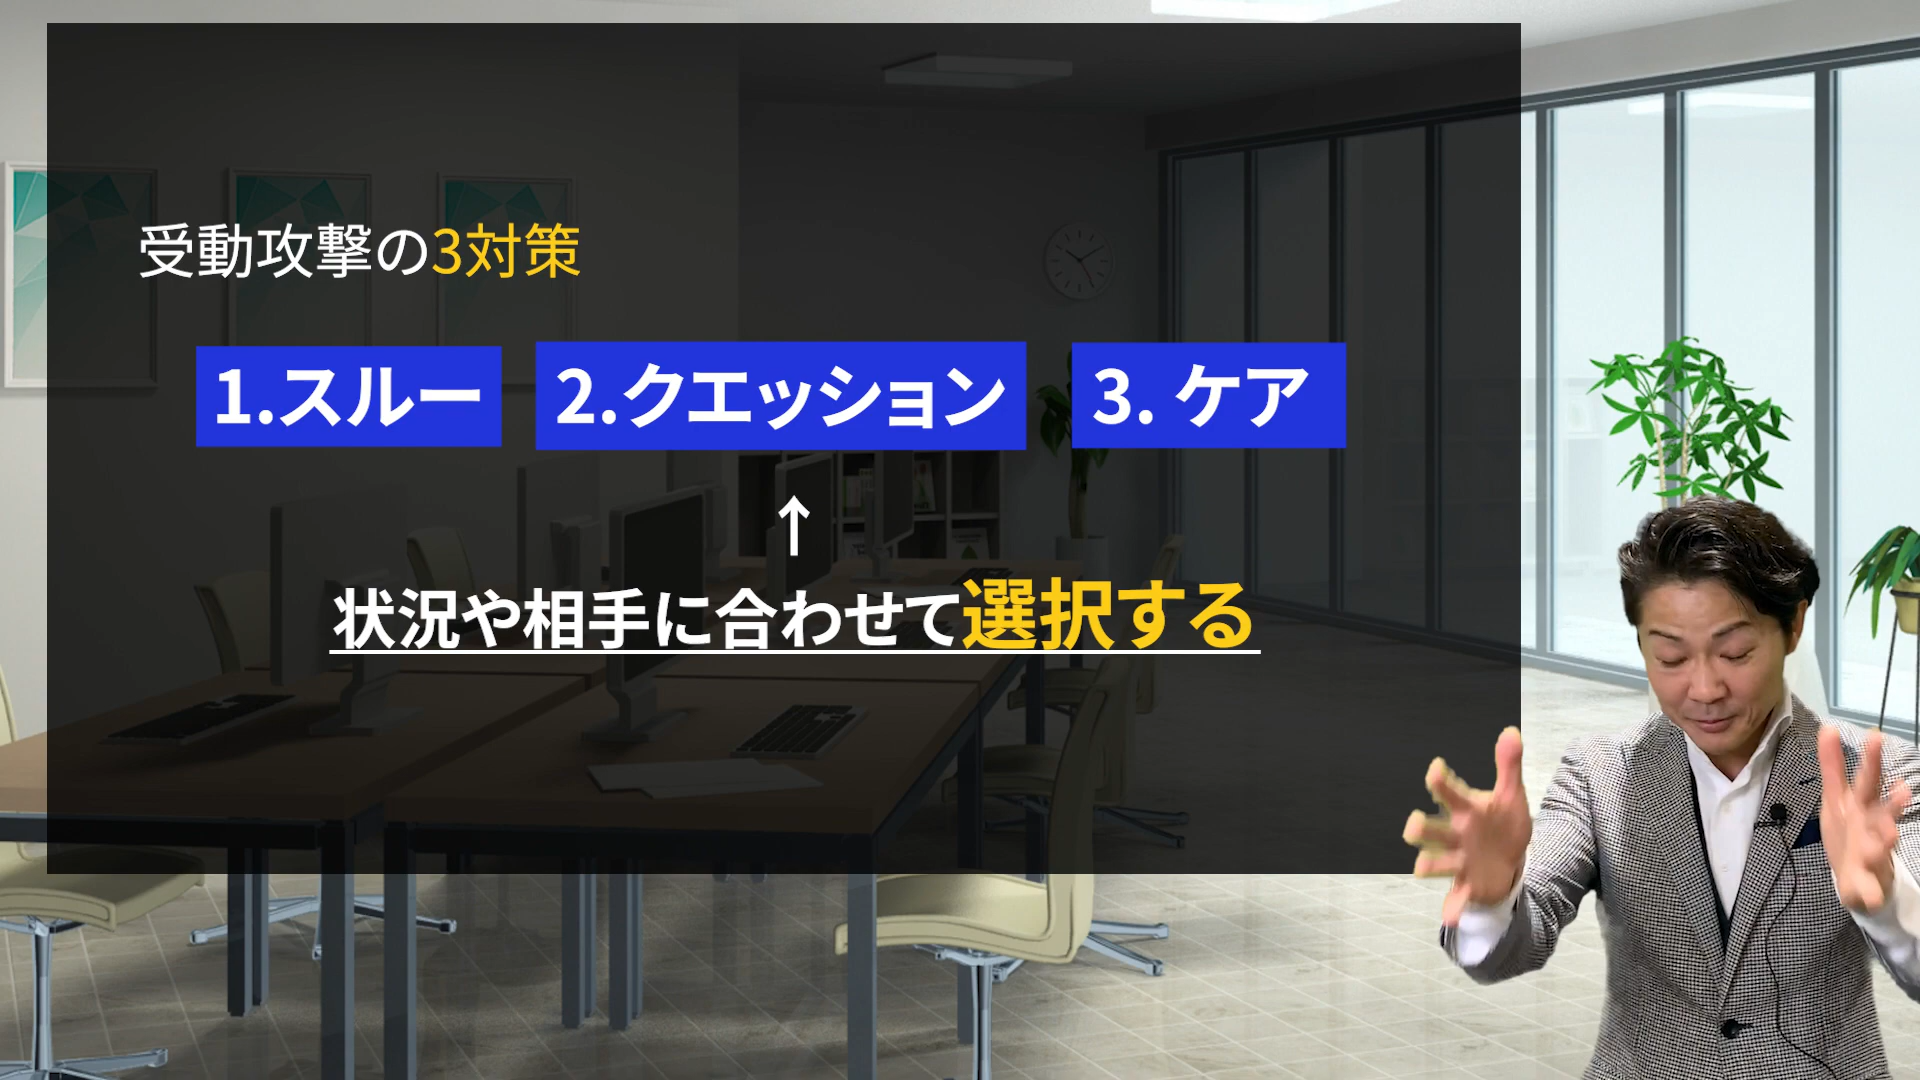 受動攻撃の3対策
1.スルー 2.クエッション 3. ケア
↑
状況や相手に合わせて選択する